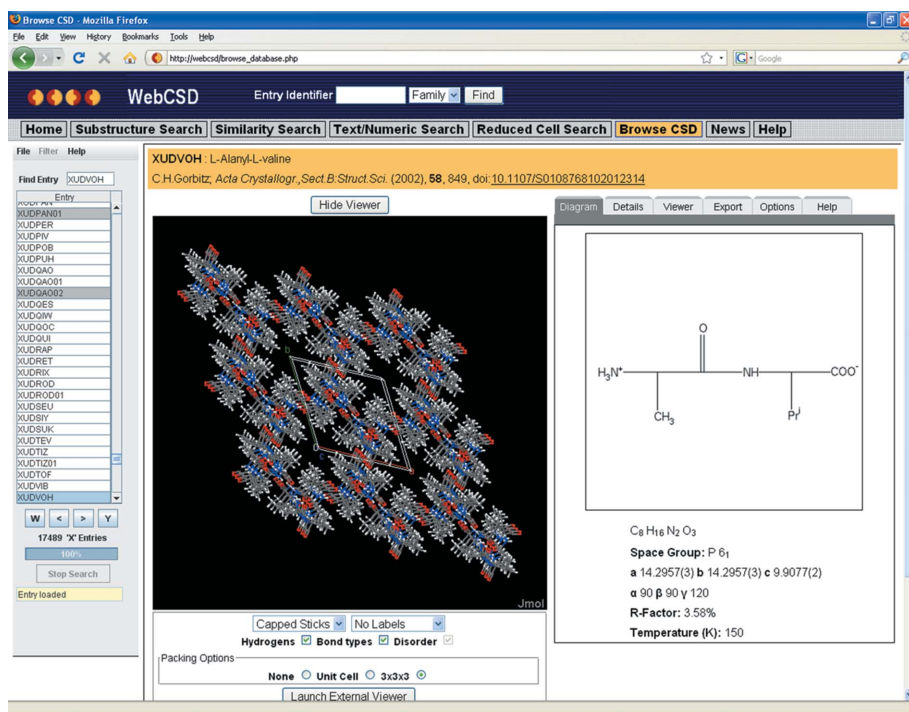 Browse CSD - Mozilla Firefox
File Edit View History Bookmarks Tools Help
http://webcsd/browse_database.php
G Google
WebCSD Entry Identifier Family Find
Home Substructure Search Similarity Search Text/Numeric Search Reduced Cell Search Browse CSD News Help
File Filter Help
Find Entry XUDVOH
Entry
XUDPAN
XUDPAN01
XUDPER
XUDPIV
XUDPOB
XUDPUH
XUDQAO
XUDQAO01
XUDQAO02
XUDQES
XUDQIW
XUDQOC
XUDQUI
XUDRAP
XUDRET
XUDRIX
XUDROD
XUDROD01
XUDSEU
XUDSIY
XUDSUK
XUDTEV
XUDTIZ
XUDTIZ01
XUDTOF
XUDVIB
XUDVOH
W < > Y
17489 'X' Entries
100%
Stop Search
Entry loaded
XUDVOH : L-Alanyl-L-valine
C.H.Gorbitz, Acta Crystallogr.,Sect.B:Struct.Sci. (2002), 58, 849, doi:10.1107/S0108768102012314
Hide Viewer
b
c
a
Jmol
Capped Sticks No Labels
Hydrogens Bond types Disorder
Packing Options
None Unit Cell 3x3x3
Launch External Viewer
Diagram Details Viewer Export Options Help
O
H₃N⁺ NH COO⁻
CH₃ Prⁱ
C₈ H₁₆ N₂ O₃
Space Group: P 6₁
a 14.2957(3) b 14.2957(3) c 9.9077(2)
α 90 β 90 γ 120
R-Factor: 3.58%
Temperature (K): 150